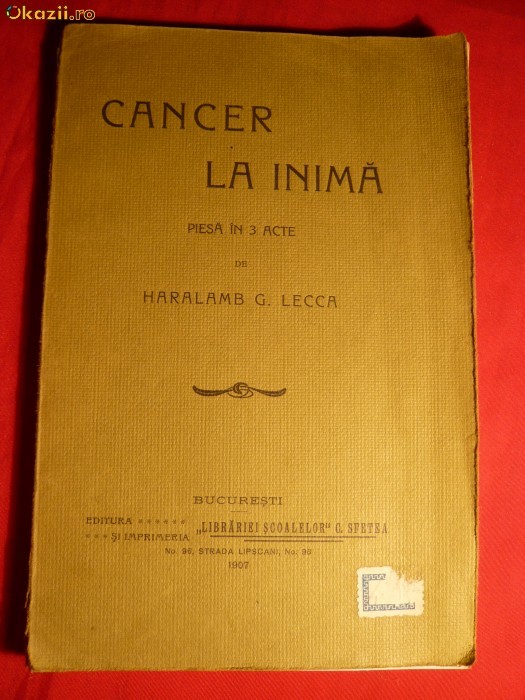 Okazii.ro
CANCER
LA INIMĂ
PIESĂ ÎN 3 ACTE
DE
HARALAMB G. LECCA
BUCUREȘTI
EDITURA ******
*** ȘI IMPRIMERIA
„LIBRĂRIEI ȘCOALELOR" C. SFETEA
No. 96, STRADA LIPSCANI, No. 96
1907